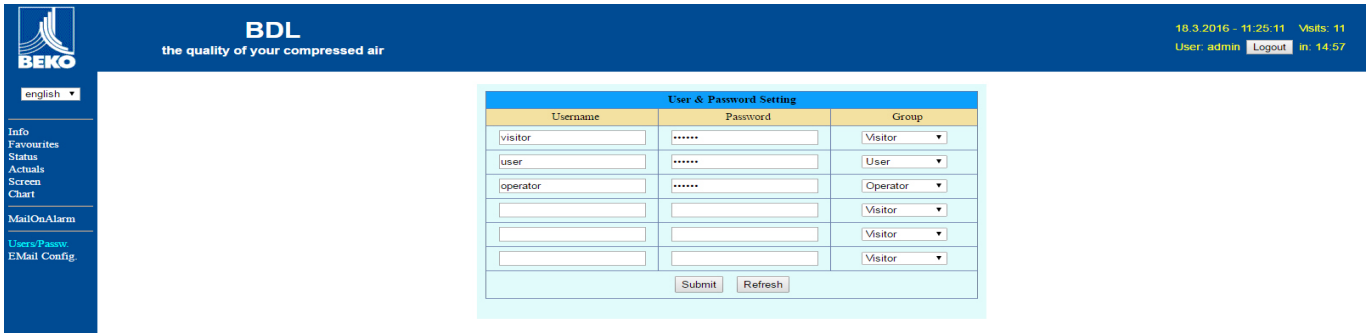 BEKO
BDL
the quality of your compressed air
18.3.2016 - 11:25:11 Visits: 11
User: admin Logout in: 14:57
english
Info
Favourites
Status
Actuals
Screen
Chart
MailOnAlarm
Users/Passw.
EMail Config.
User & Password Setting
Username Password Group
visitor •••••• Visitor
user •••••• User
operator •••••• Operator
Visitor
Visitor
Visitor
Submit Refresh